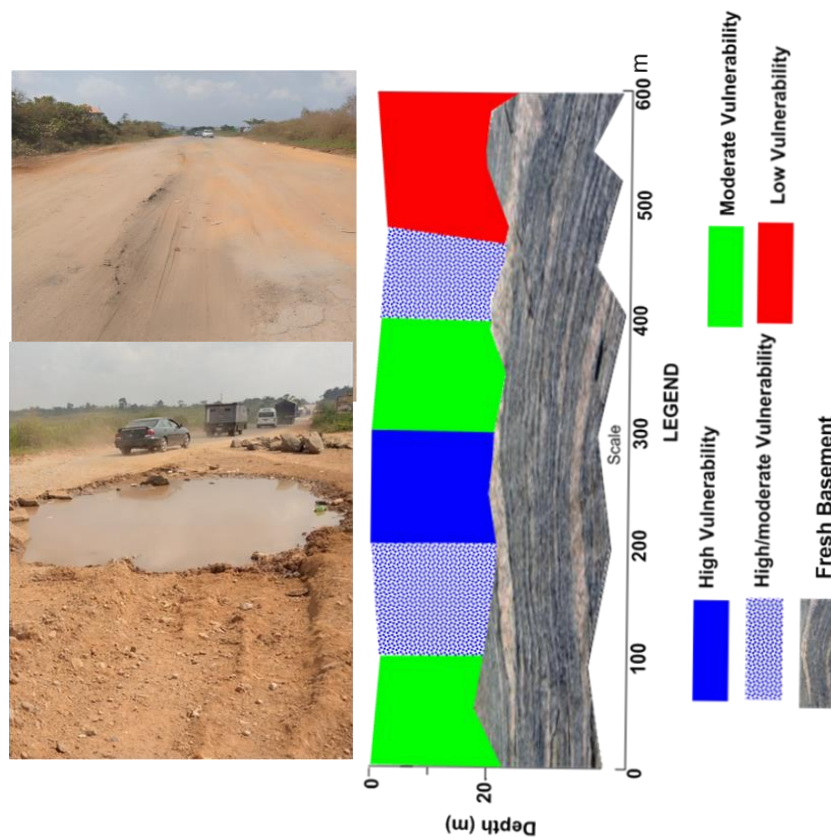 0
20
Depth (m)
0
100
200
300
400
500
600 m
Scale
LEGEND
High Vulnerability
High/moderate Vulnerability
Fresh Basement
Moderate Vulnerability
Low Vulnerability